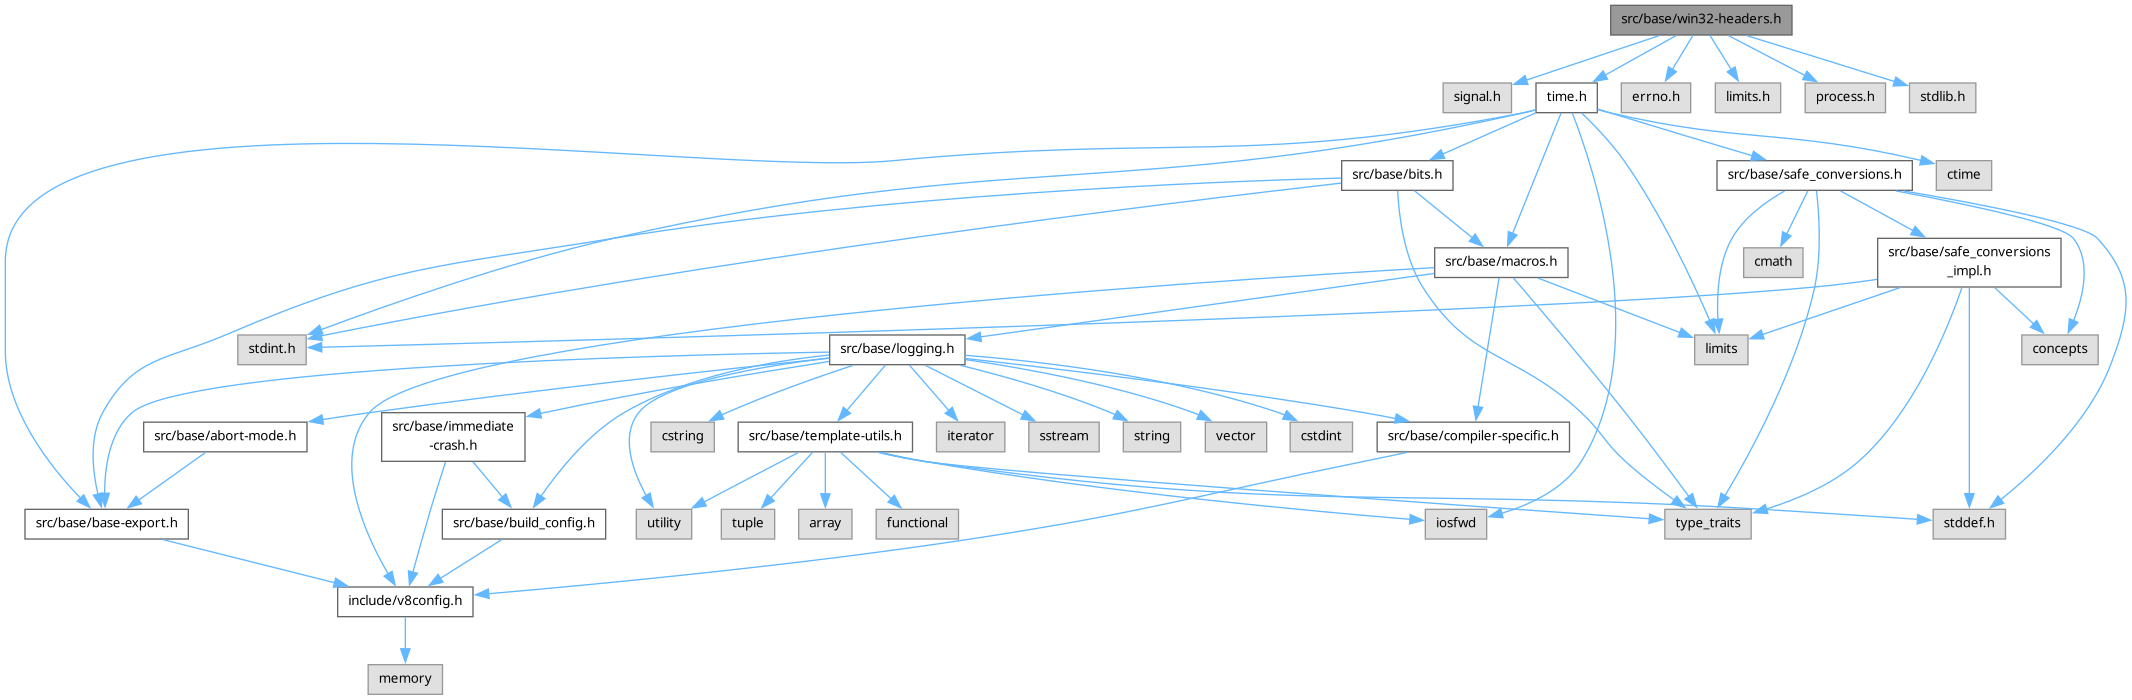 src/base/win32-headers.h
signal.h
time.h
errno.h
limits.h
process.h
stdlib.h
src/base/bits.h
src/base/safe_conversions.h
ctime
src/base/macros.h
cmath
src/base/safe_conversions
_impl.h
stdint.h
src/base/logging.h
limits
concepts
src/base/abort-mode.h
src/base/immediate
-crash.h
cstring
src/base/template-utils.h
iterator
sstream
string
vector
cstdint
src/base/compiler-specific.h
src/base/base-export.h
src/base/build_config.h
utility
tuple
array
functional
iosfwd
type_traits
stddef.h
include/v8config.h
memory